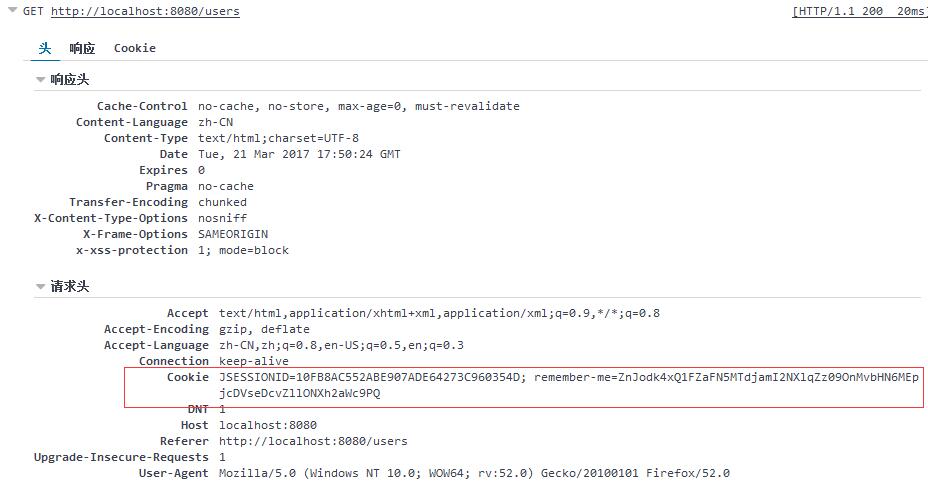 GET http://localhost:8080/users [HTTP/1.1 200 20ms]
头 响应 Cookie
响应头
Cache-Control no-cache, no-store, max-age=0, must-revalidate
Content-Language zh-CN
Content-Type text/html;charset=UTF-8
Date Tue, 21 Mar 2017 17:50:24 GMT
Expires 0
Pragma no-cache
Transfer-Encoding chunked
X-Content-Type-Options nosniff
X-Frame-Options SAMEORIGIN
x-xss-protection 1; mode=block
请求头
Accept text/html,application/xhtml+xml,application/xml;q=0.9,*/*;q=0.8
Accept-Encoding gzip, deflate
Accept-Language zh-CN,zh;q=0.8,en-US;q=0.5,en;q=0.3
Connection keep-alive
Cookie JSESSIONID=10FB8AC552ABE907ADE64273C960354D; remember-me=ZnJodk4xQ1FZaFN5MTdjamI2NXlqZz09OnMvbHN6MEp
jcDVseDcvZllONXh2aWc9PQ
DNT 1
Host localhost:8080
Referer http://localhost:8080/users
Upgrade-Insecure-Requests 1
User-Agent Mozilla/5.0 (Windows NT 10.0; WOW64; rv:52.0) Gecko/20100101 Firefox/52.0